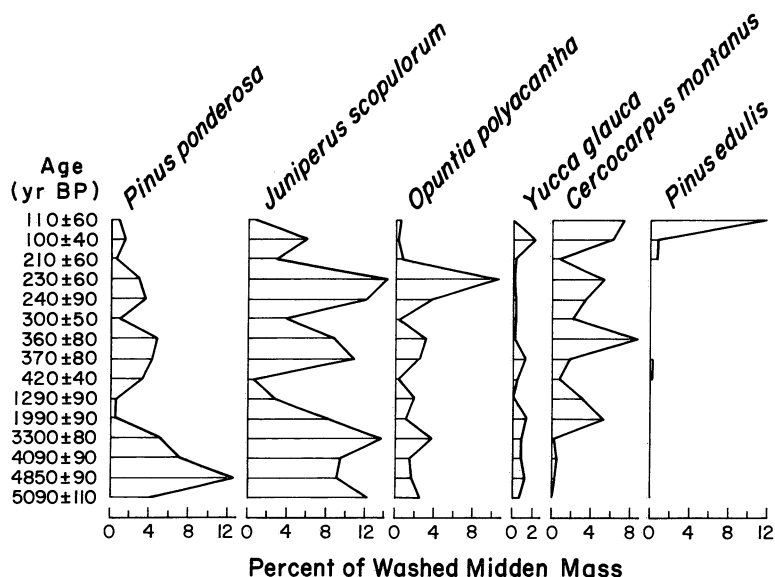 Pinus ponderosa
Juniperus scopulorum
Opuntia polyacantha
Yucca glauca
Cercocarpus montanus
Pinus edulis
Age
(yr BP)
110±60
100±40
210±60
230±60
240±90
300±50
360±80
370±80
420±40
1290±90
1990±90
3300±80
4090±90
4850±90
5090±110
0 4 8 12 0 4 8 12 0 4 8 0 2 0 4 8 0 4 8 12
Percent of Washed Midden Mass